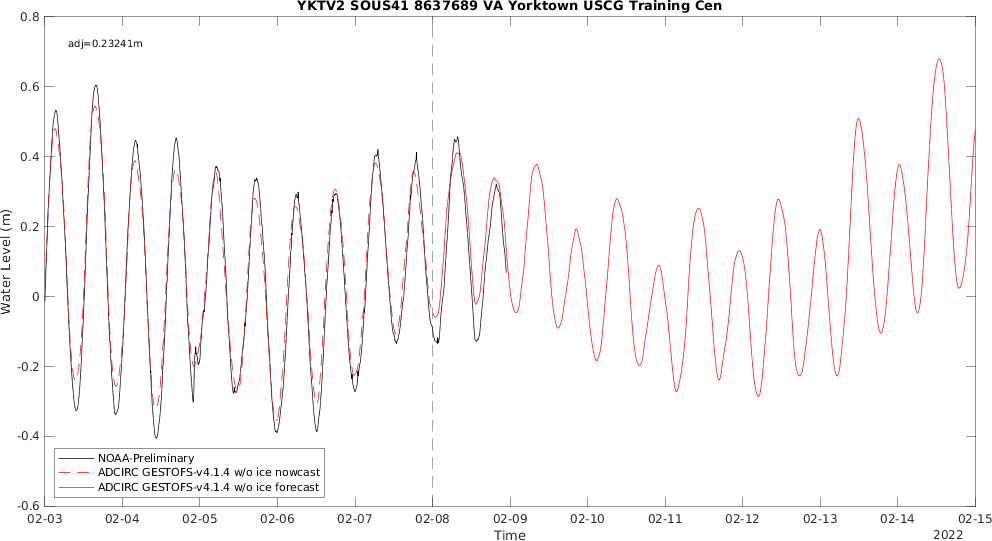 YKTV2 SOUS41 8637689 VA Yorktown USCG Training Cen
adj=0.23241m
0.8
0.6
0.4
0.2
0
-0.2
-0.4
-0.6
Water Level (m)
NOAA-Preliminary
ADCIRC GESTOFS-v4.1.4 w/o ice nowcast
ADCIRC GESTOFS-v4.1.4 w/o ice forecast
02-03 02-04 02-05 02-06 02-07 02-08 02-09 02-10 02-11 02-12 02-13 02-14 02-15
Time
2022